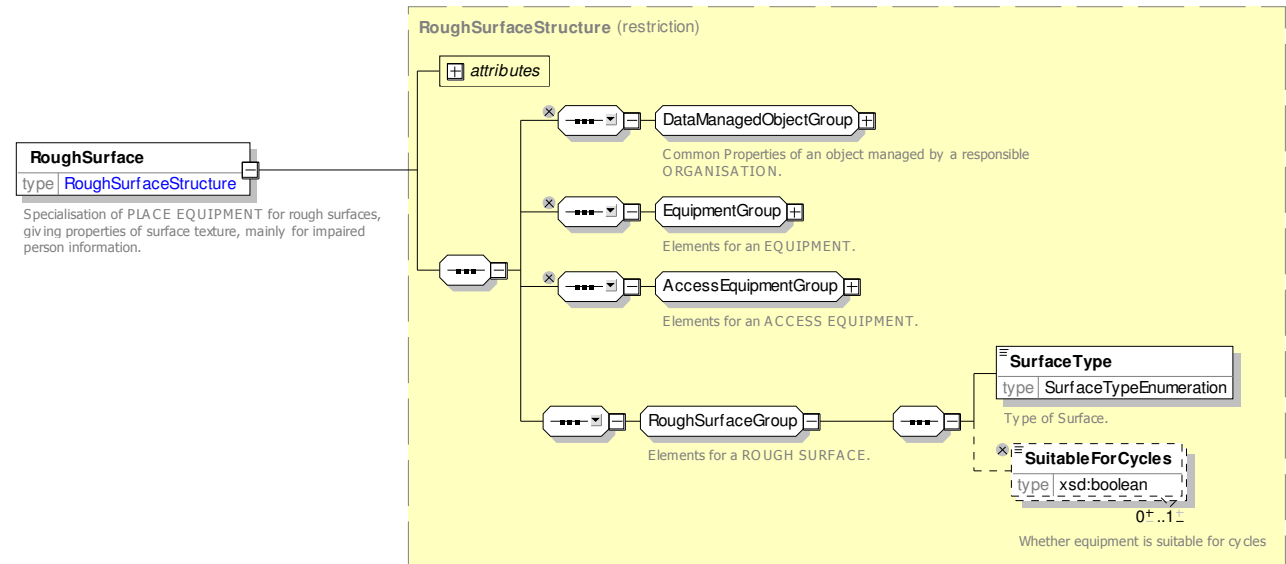 RoughSurfaceStructure (restriction)
attributes
DataManagedObjectGroup
Common Properties of an object managed by a responsible
ORGANISATION.
RoughSurface
type RoughSurfaceStructure
Specialisation of PLACE EQUIPMENT for rough surfaces,
giving properties of surface texture, mainly for impaired
person information.
EquipmentGroup
Elements for an EQUIPMENT.
AccessEquipmentGroup
Elements for an ACCESS EQUIPMENT.
SurfaceType
type SurfaceTypeEnumeration
Type of Surface.
RoughSurfaceGroup
Elements for a ROUGH SURFACE.
SuitableForCycles
type xsd:boolean
0±..1±
Whether equipment is suitable for cycles